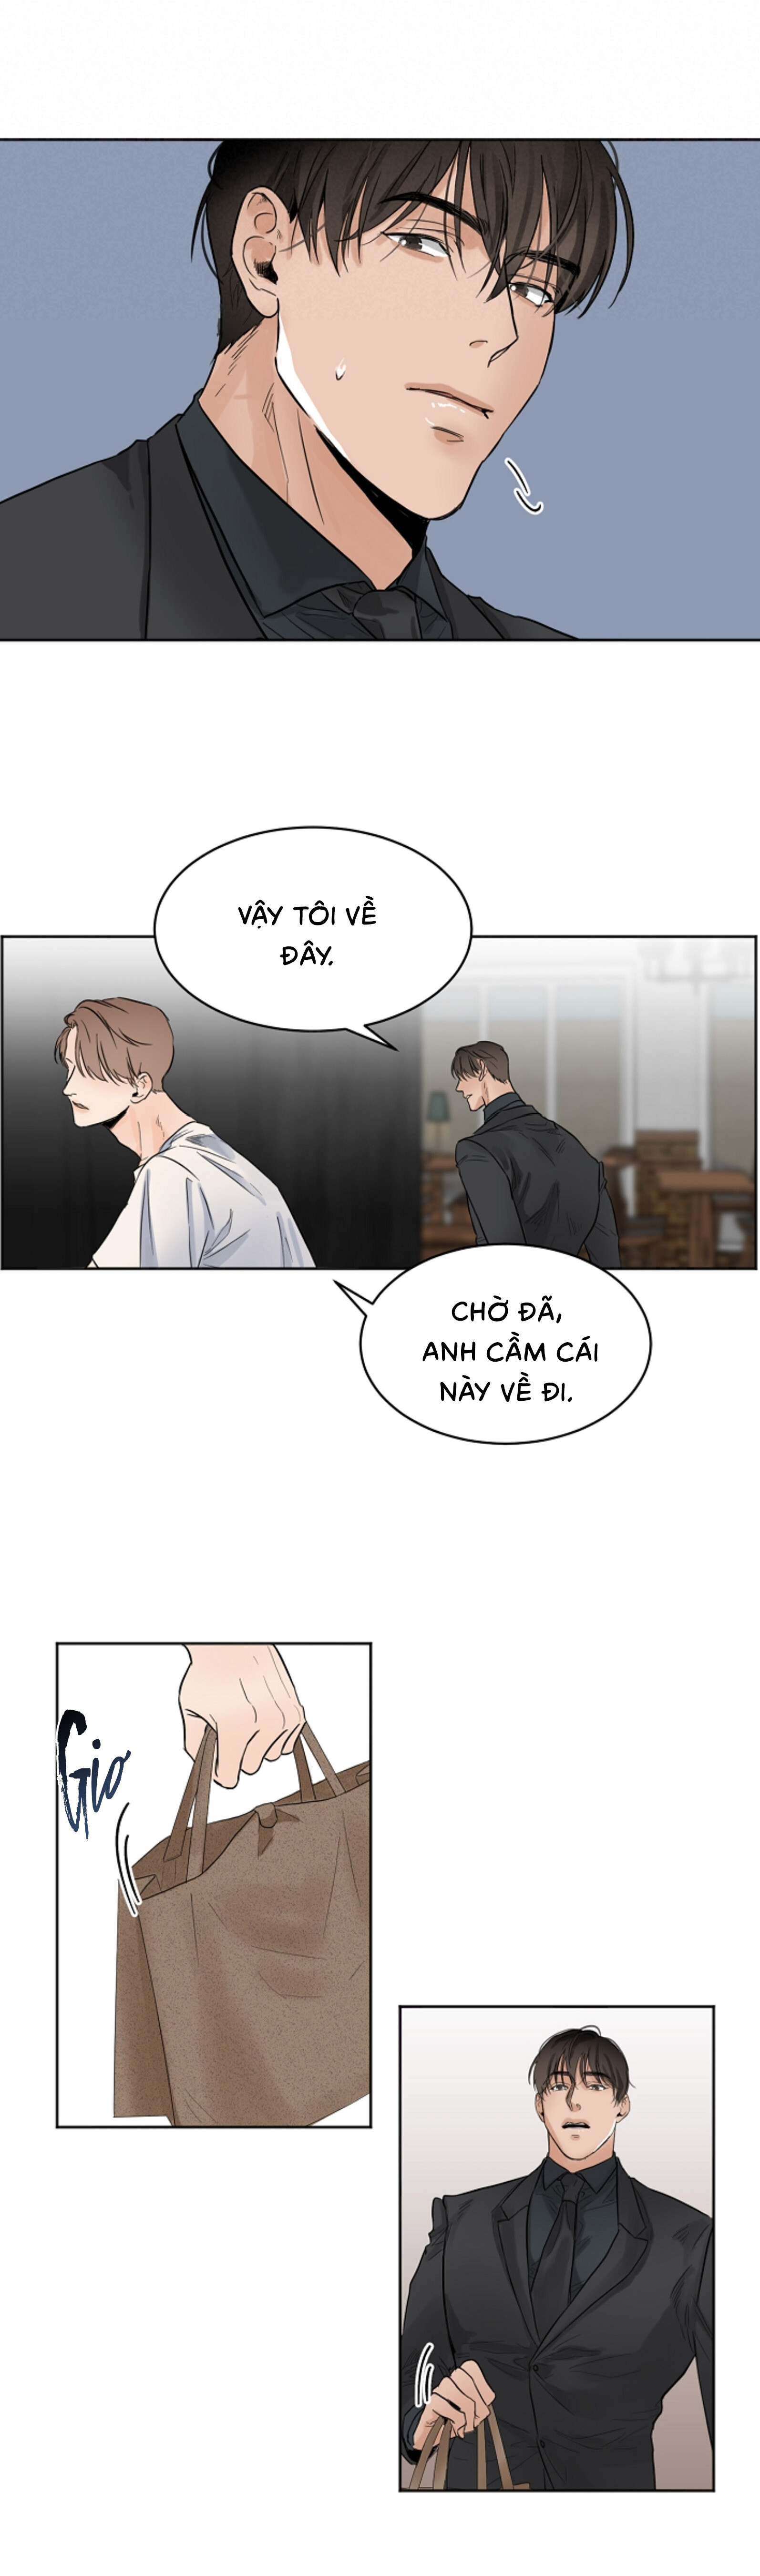 VẬY TÔI VỀ
ĐÂY.
CHỜ ĐÃ,
ANH CẦM CÁI
NÀY VỀ ĐI.
Giơ